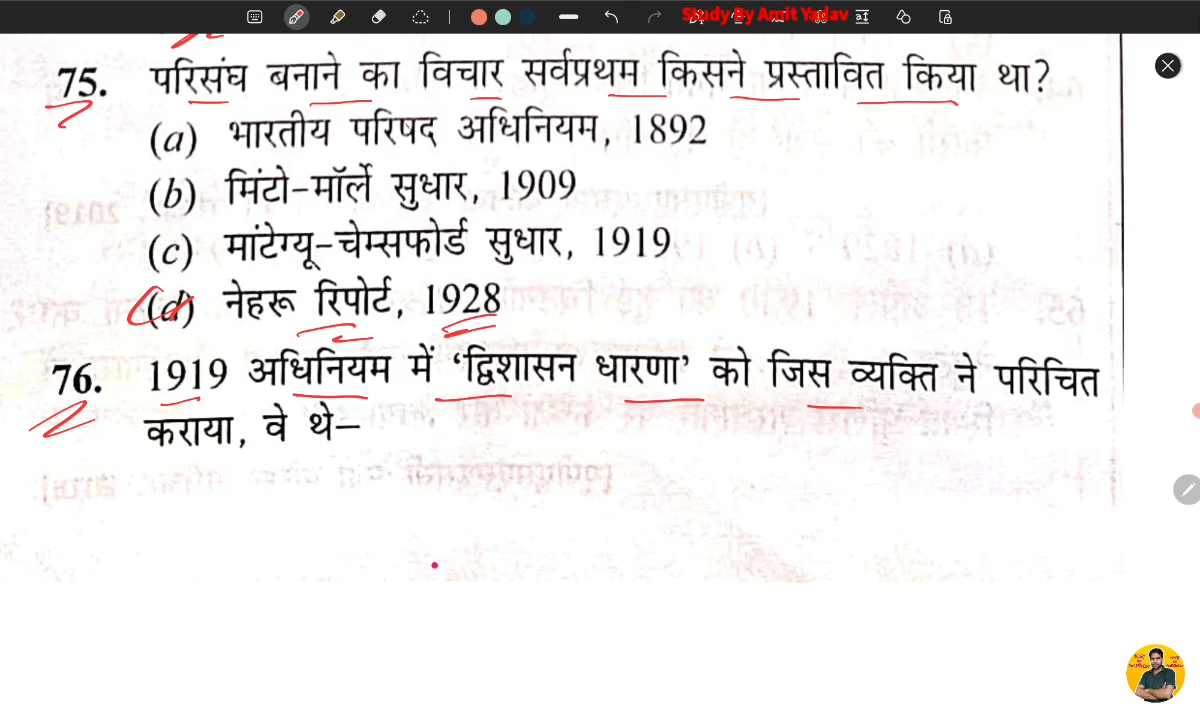 Study By Amit Yadav
75. परिसंघ बनाने का विचार सर्वप्रथम किसने प्रस्तावित किया था?
(a) भारतीय परिषद अधिनियम, 1892
(b) मिंटो-मॉर्ले सुधार, 1909
(c) मांटेग्यू-चेम्सफोर्ड सुधार, 1919
(d) नेहरू रिपोर्ट, 1928
76. 1919 अधिनियम में ‘द्विशासन धारणा’ को जिस व्यक्ति ने परिचित
कराया, वे थे–